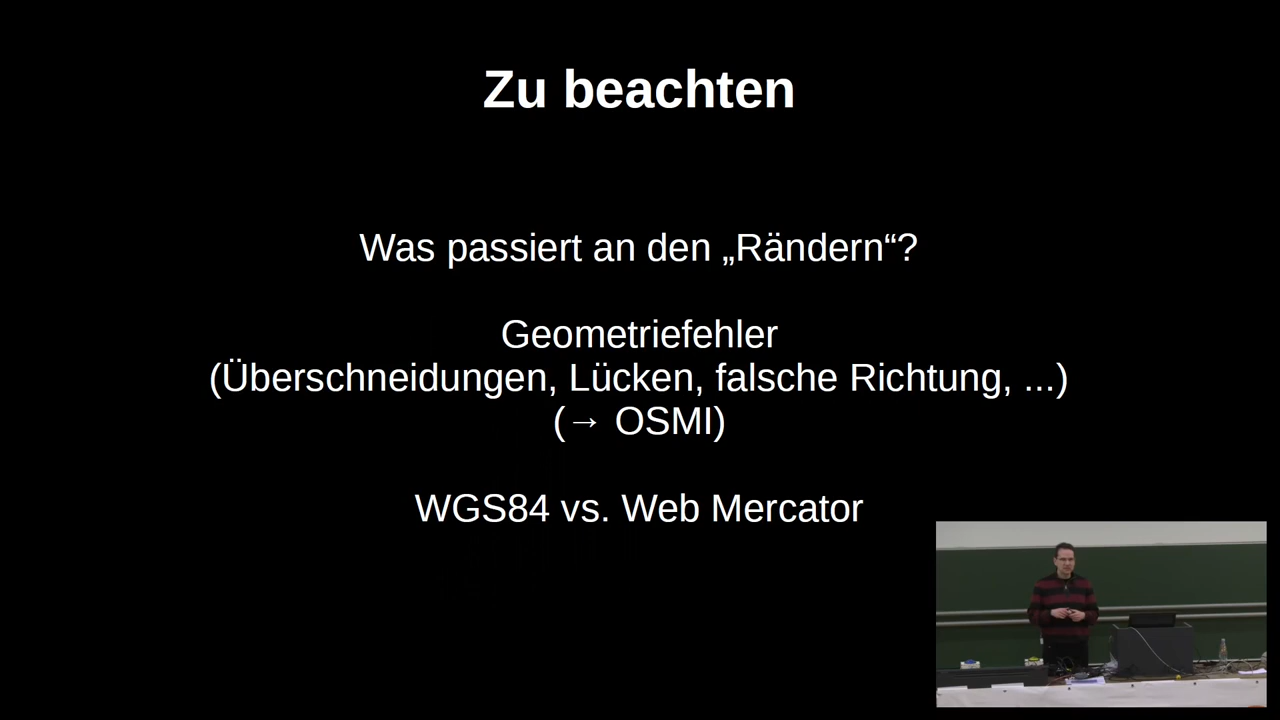 Zu beachten
Was passiert an den „Rändern“?
Geometriefehler
(Überschneidungen, Lücken, falsche Richtung, ...)
(→ OSMI)
WGS84 vs. Web Mercator